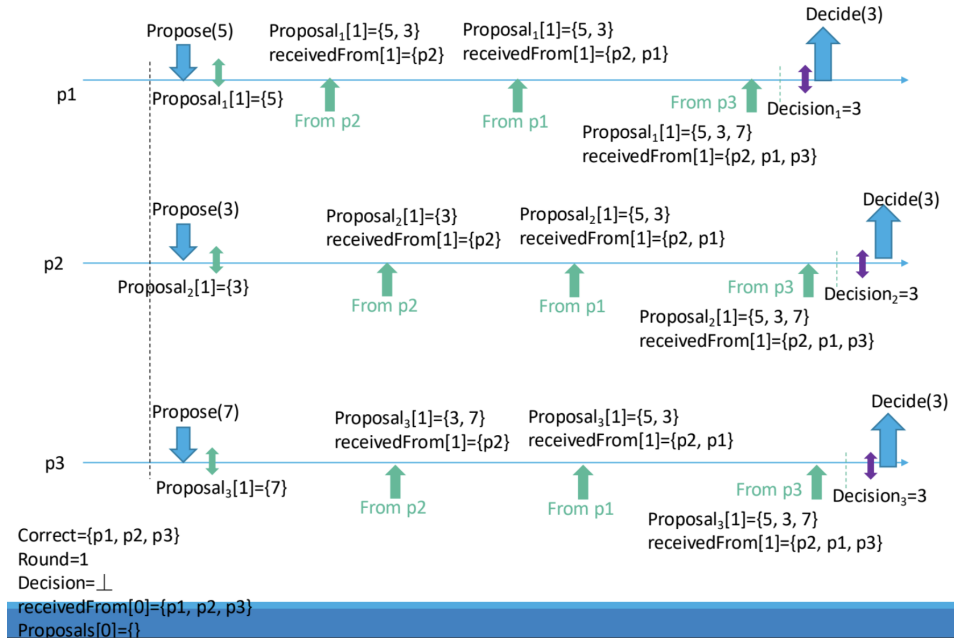 Propose(5)
Proposal₁[1]={5, 3}
receivedFrom[1]={p2}
Proposal₁[1]={5, 3}
receivedFrom[1]={p2, p1}
Decide(3)
p1
Proposal₁[1]={5}
From p2
From p1
From p3
Decision₁=3
Proposal₁[1]={5, 3, 7}
receivedFrom[1]={p2, p1, p3}
Propose(3)
Proposal₂[1]={3}
receivedFrom[1]={p2}
Proposal₂[1]={5, 3}
receivedFrom[1]={p2, p1}
Decide(3)
p2
Proposal₂[1]={3}
From p2
From p1
From p3
Decision₂=3
Proposal₂[1]={5, 3, 7}
receivedFrom[1]={p2, p1, p3}
Propose(7)
Proposal₃[1]={3, 7}
receivedFrom[1]={p2}
Proposal₃[1]={5, 3}
receivedFrom[1]={p2, p1}
Decide(3)
p3
Proposal₃[1]={7}
From p2
From p1
From p3
Decision₃=3
Proposal₃[1]={5, 3, 7}
receivedFrom[1]={p2, p1, p3}
Correct={p1, p2, p3}
Round=1
Decision=⊥
receivedFrom[0]={p1, p2, p3}
Proposals[0]={}